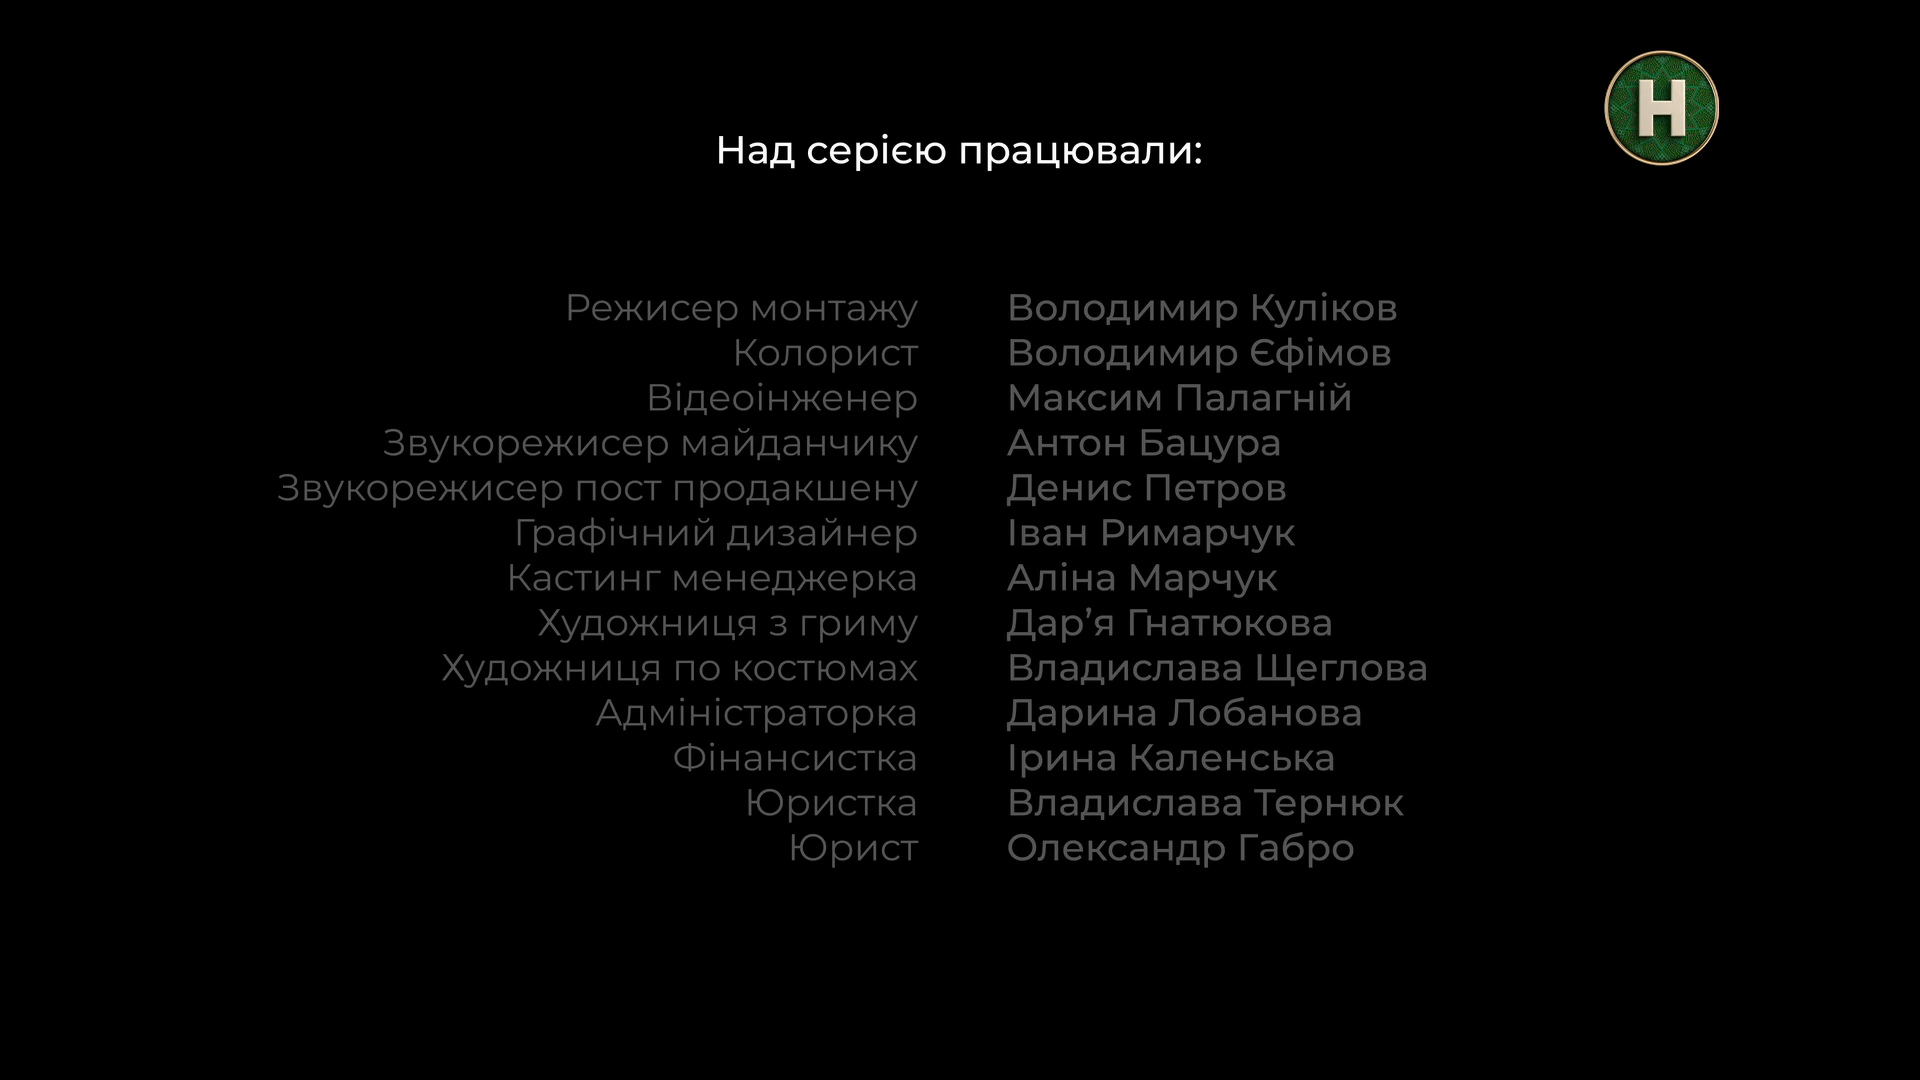 Н
Над серією працювали:
Режисер монтажу Володимир Куліков
Колорист Володимир Єфімов
Відеоінженер Максим Палагній
Звукорежисер майданчику Антон Бацура
Звукорежисер пост продакшену Денис Петров
Графічний дизайнер Іван Римарчук
Кастинг менеджерка Аліна Марчук
Художниця з гриму Дар’я Гнатюкова
Художниця по костюмах Владислава Щеглова
Адміністраторка Дарина Лобанова
Фінансистка Ірина Каленська
Юристка Владислава Тернюк
Юрист Олександр Габро